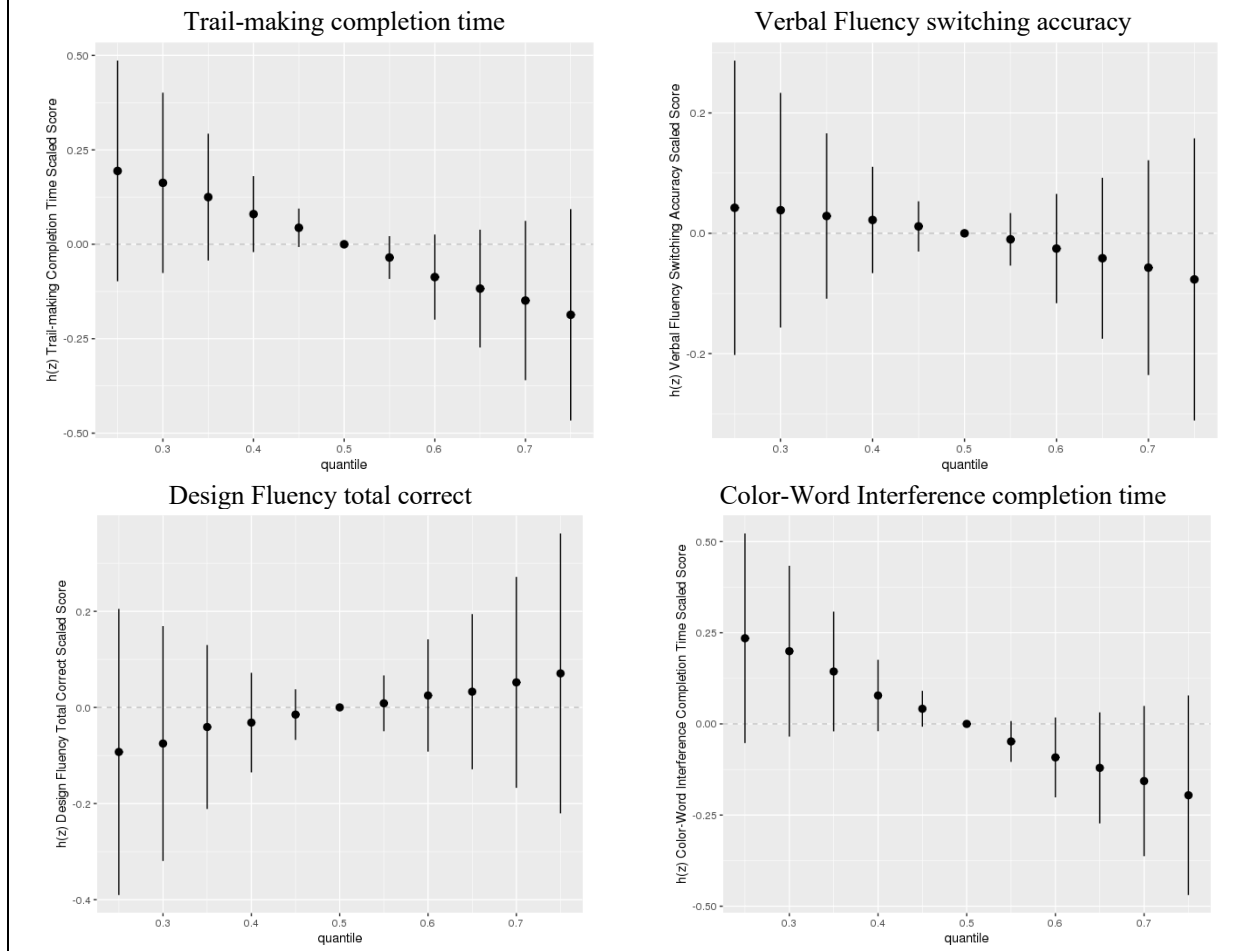 Trail-making completion time
h(z) Trail-making Completion Time Scaled Score
0.50
0.25
0.00
-0.25
-0.50
0.3 0.4 0.5 0.6 0.7
quantile
Verbal Fluency switching accuracy
h(z) Verbal Fluency Switching Accuracy Scaled Score
0.2
0.0
-0.2
0.3 0.4 0.5 0.6 0.7
quantile
Design Fluency total correct
h(z) Design Fluency Total Correct Scaled Score
0.2
0.0
-0.2
-0.4
0.3 0.4 0.5 0.6 0.7
quantile
Color-Word Interference completion time
h(z) Color-Word Interference Completion Time Scaled Score
0.50
0.25
0.00
-0.25
-0.50
0.3 0.4 0.5 0.6 0.7
quantile